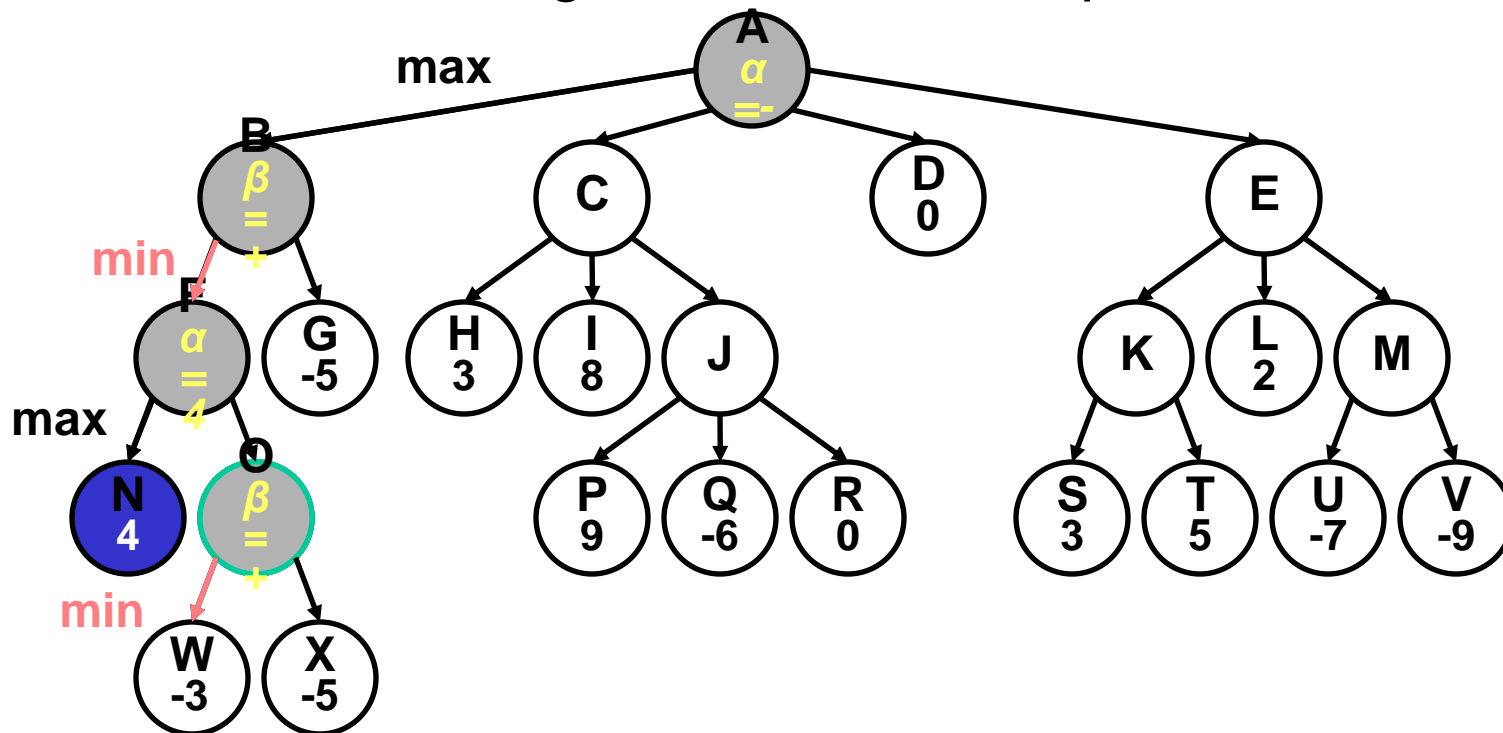 A
α
=-
max
B
β
=
+
C
D
0
E
min
F
α
=
4
G
-5
H
3
I
8
J
K
L
2
M
max
N
4
O
β
=
+
P
9
Q
-6
R
0
S
3
T
5
U
-7
V
-9
min
W
-3
X
-5